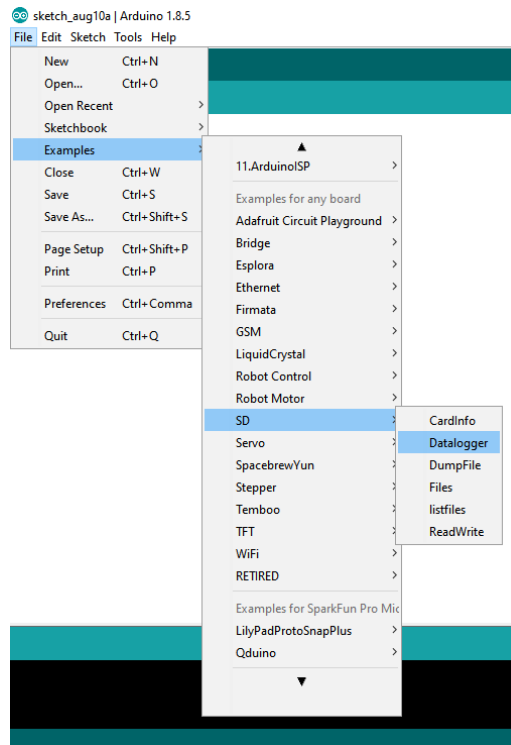 sketch_aug10a | Arduino 1.8.5
File Edit Sketch Tools Help
New Ctrl+N
Open... Ctrl+O
Open Recent
Sketchbook
Examples
Close Ctrl+W
Save Ctrl+S
Save As... Ctrl+Shift+S
Page Setup Ctrl+Shift+P
Print Ctrl+P
Preferences Ctrl+Comma
Quit Ctrl+Q
11.ArduinoISP
Examples for any board
Adafruit Circuit Playground
Bridge
Esplora
Ethernet
Firmata
GSM
LiquidCrystal
Robot Control
Robot Motor
SD
Servo
SpacebrewYun
Stepper
Temboo
TFT
WiFi
RETIRED
Examples for SparkFun Pro Mic
LilyPadProtoSnapPlus
Qduino
CardInfo
Datalogger
DumpFile
Files
listfiles
ReadWrite